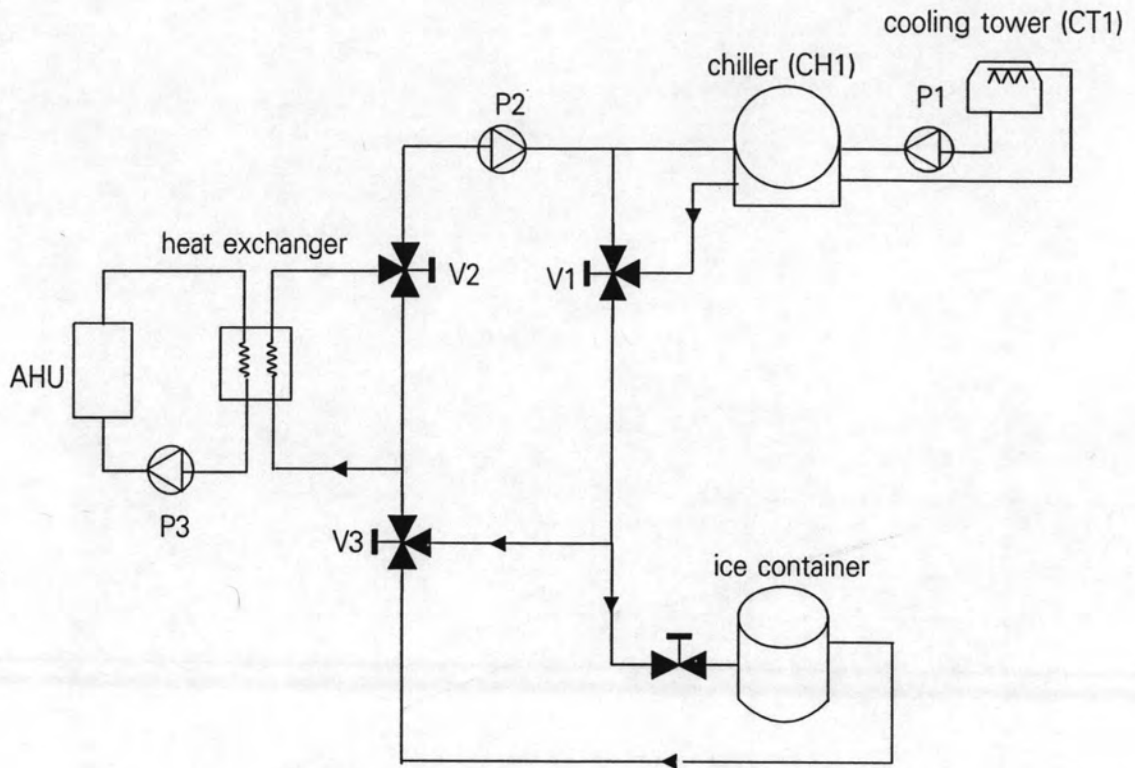 cooling tower (CT1)
chiller (CH1)
P1
P2
heat exchanger
V2
V1
AHU
P3
V3
ice container